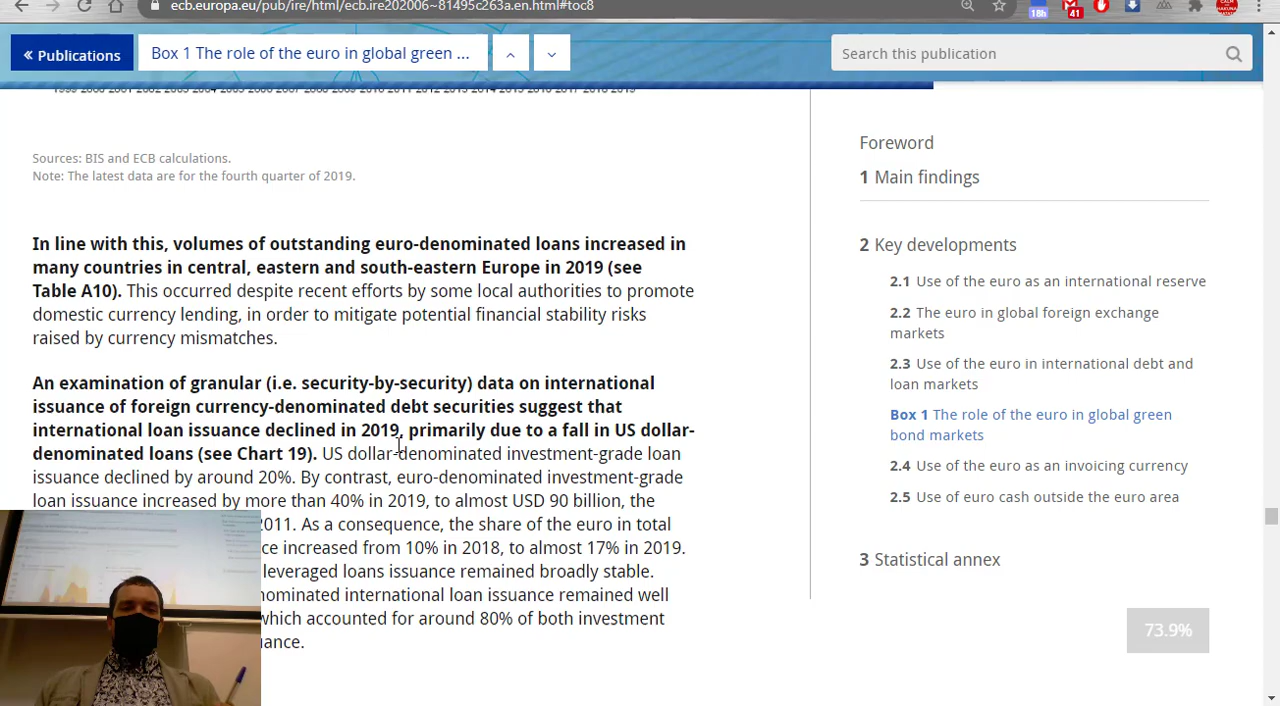 ecb.europa.eu/pub/ire/html/ecb.ire202006~81495c263a.en.html#toc8
18h
41
« Publications
Box 1 The role of the euro in global green ...
Search this publication
Sources: BIS and ECB calculations.
Note: The latest data are for the fourth quarter of 2019.
In line with this, volumes of outstanding euro-denominated loans increased in
many countries in central, eastern and south-eastern Europe in 2019 (see
Table A10). This occurred despite recent efforts by some local authorities to promote
domestic currency lending, in order to mitigate potential financial stability risks
raised by currency mismatches.
An examination of granular (i.e. security-by-security) data on international
issuance of foreign currency-denominated debt securities suggest that
international loan issuance declined in 2019, primarily due to a fall in US dollar-
denominated loans (see Chart 19). US dollar-denominated investment-grade loan
issuance declined by around 20%. By contrast, euro-denominated investment-grade
loan issuance increased by more than 40% in 2019, to almost USD 90 billion, the
2011. As a consequence, the share of the euro in total
ce increased from 10% in 2018, to almost 17% in 2019.
leveraged loans issuance remained broadly stable.
nominated international loan issuance remained well
which accounted for around 80% of both investment
uance.
Foreword
1 Main findings
2 Key developments
2.1 Use of the euro as an international reserve
2.2 The euro in global foreign exchange
markets
2.3 Use of the euro in international debt and
loan markets
Box 1 The role of the euro in global green
bond markets
2.4 Use of the euro as an invoicing currency
2.5 Use of euro cash outside the euro area
3 Statistical annex
73.9%